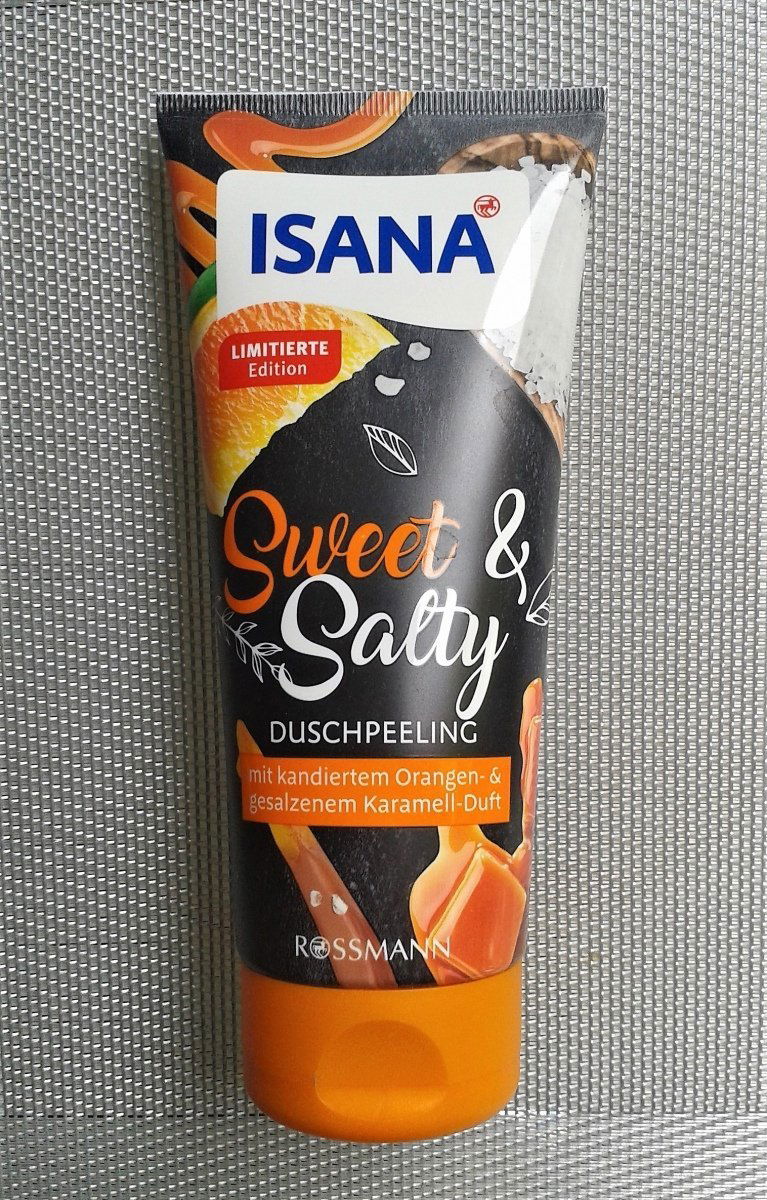 ISANA
LIMITIERTE
Edition
Sweet &
Salty
DUSCHPEELING
mit kandiertem Orangen- &
gesalzenem Karamell-Duft
ROSSMANN